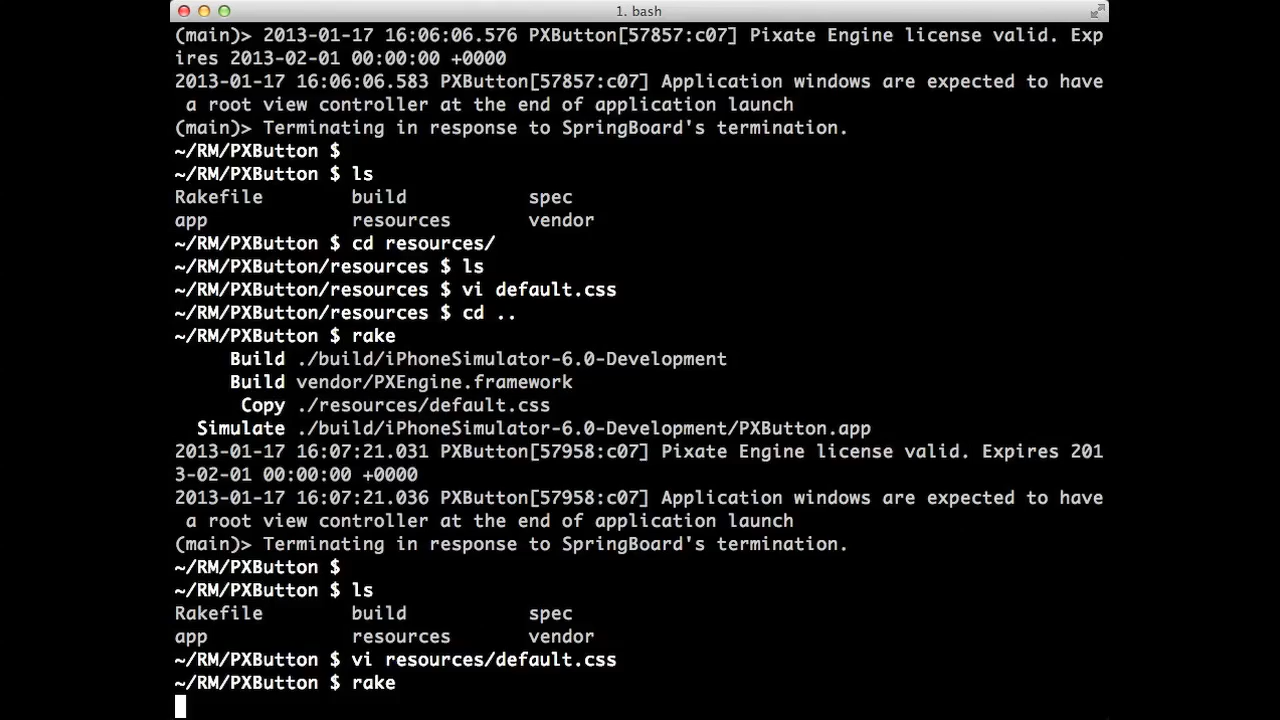 1. bash
(main)> 2013-01-17 16:06:06.576 PXButton[57857:c07] Pixate Engine license valid. Exp
ires 2013-02-01 00:00:00 +0000
2013-01-17 16:06:06.583 PXButton[57857:c07] Application windows are expected to have
 a root view controller at the end of application launch
(main)> Terminating in response to SpringBoard's termination.
~/RM/PXButton $
~/RM/PXButton $ ls
Rakefile        build           spec
app             resources       vendor
~/RM/PXButton $ cd resources/
~/RM/PXButton/resources $ ls
~/RM/PXButton/resources $ vi default.css
~/RM/PXButton/resources $ cd ..
~/RM/PXButton $ rake
     Build ./build/iPhoneSimulator-6.0-Development
     Build vendor/PXEngine.framework
      Copy ./resources/default.css
  Simulate ./build/iPhoneSimulator-6.0-Development/PXButton.app
2013-01-17 16:07:21.031 PXButton[57958:c07] Pixate Engine license valid. Expires 201
3-02-01 00:00:00 +0000
2013-01-17 16:07:21.036 PXButton[57958:c07] Application windows are expected to have
 a root view controller at the end of application launch
(main)> Terminating in response to SpringBoard's termination.
~/RM/PXButton $
~/RM/PXButton $ ls
Rakefile        build           spec
app             resources       vendor
~/RM/PXButton $ vi resources/default.css
~/RM/PXButton $ rake